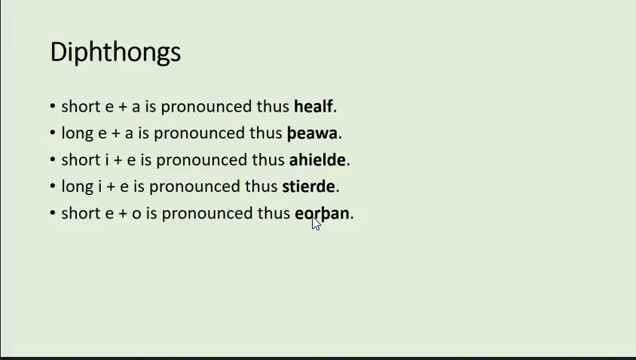 Diphthongs
• short e + a is pronounced thus healf.
• long e + a is pronounced thus þeawa.
• short i + e is pronounced thus ahielde.
• long i + e is pronounced thus stierde.
• short e + o is pronounced thus eorþan.